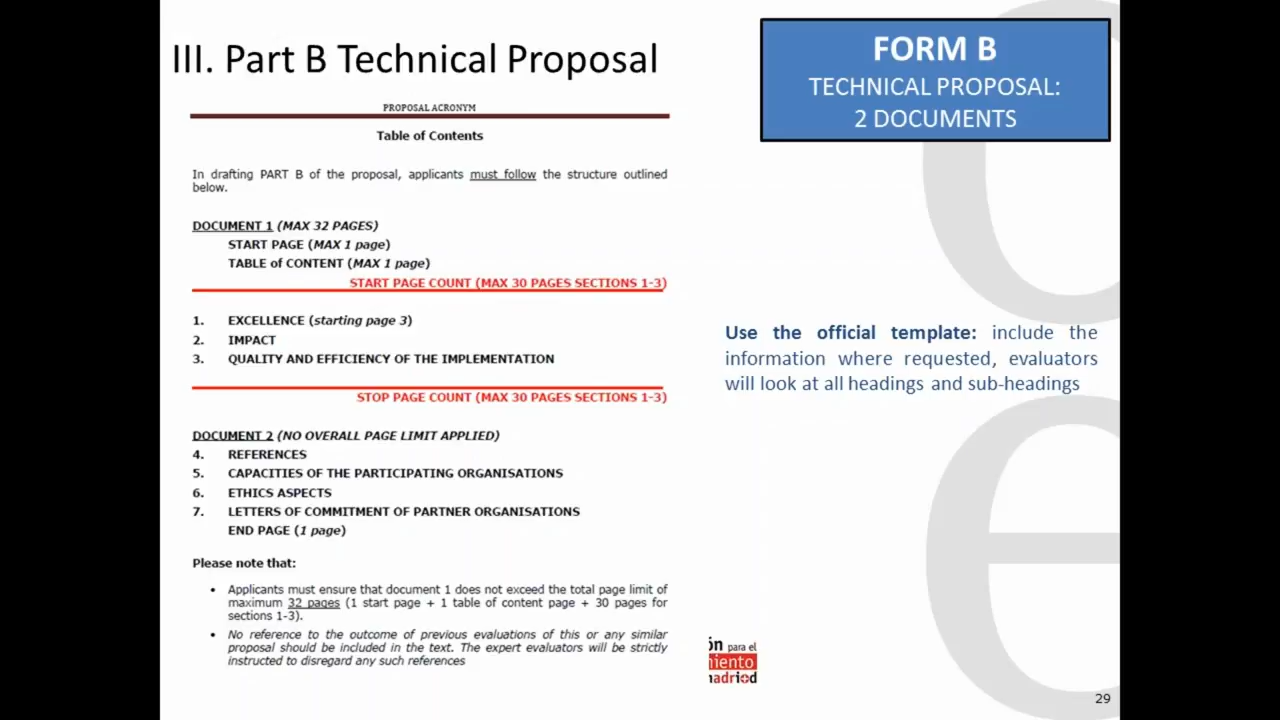 III. Part B Technical Proposal
FORM B
TECHNICAL PROPOSAL:
2 DOCUMENTS
PROPOSAL ACRONYM
Table of Contents
In drafting PART B of the proposal, applicants must follow the structure outlined
below.
DOCUMENT 1 (MAX 32 PAGES)
START PAGE (MAX 1 page)
TABLE of CONTENT (MAX 1 page)
START PAGE COUNT (MAX 30 PAGES SECTIONS 1-3)
1. EXCELLENCE (starting page 3)
2. IMPACT
3. QUALITY AND EFFICIENCY OF THE IMPLEMENTATION
STOP PAGE COUNT (MAX 30 PAGES SECTIONS 1-3)
DOCUMENT 2 (NO OVERALL PAGE LIMIT APPLIED)
4. REFERENCES
5. CAPACITIES OF THE PARTICIPATING ORGANISATIONS
6. ETHICS ASPECTS
7. LETTERS OF COMMITMENT OF PARTNER ORGANISATIONS
END PAGE (1 page)
Please note that:
• Applicants must ensure that document 1 does not exceed the total page limit of
maximum 32 pages (1 start page + 1 table of content page + 30 pages for
sections 1-3).
• No reference to the outcome of previous evaluations of this or any similar
proposal should be included in the text. The expert evaluators will be strictly
instructed to disregard any such references
Use the official template: include the
information where requested, evaluators
will look at all headings and sub-headings
ón para el
miento
madri+d
29